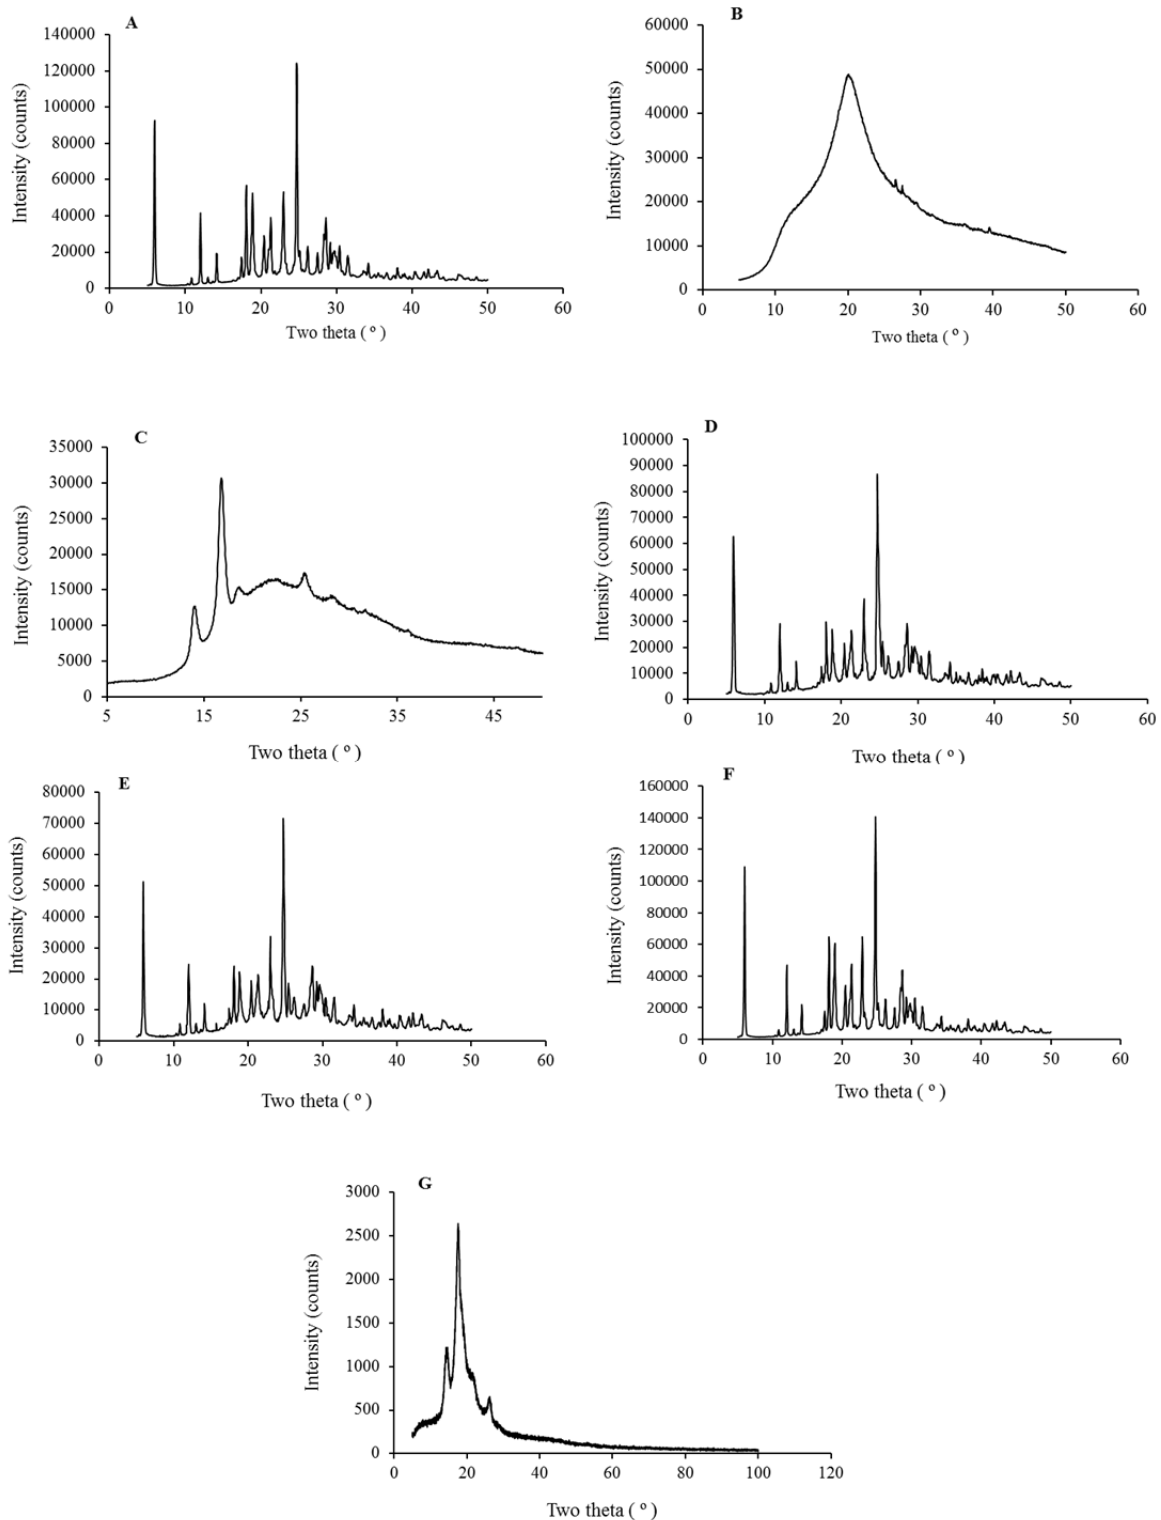 A
140000
120000
100000
80000
60000
40000
20000
0
Intensity (counts)
0 10 20 30 40 50 60
Two theta ( º )
B
60000
50000
40000
30000
20000
10000
0
Intensity (counts)
0 10 20 30 40 50 60
Two theta ( º )
C
35000
30000
25000
20000
15000
10000
5000
0
Intensity (counts)
5 15 25 35 45
Two theta ( º )
D
100000
90000
80000
70000
60000
50000
40000
30000
20000
10000
0
Intensity (counts)
0 10 20 30 40 50 60
Two theta ( º )
E
80000
70000
60000
50000
40000
30000
20000
10000
0
Intensity (counts)
0 10 20 30 40 50 60
Two theta ( º )
F
160000
140000
120000
100000
80000
60000
40000
20000
0
Intensity (counts)
0 10 20 30 40 50 60
Two theta ( º )
G
3000
2500
2000
1500
1000
500
0
Intensity (counts)
0 20 40 60 80 100 120
Two theta ( º )